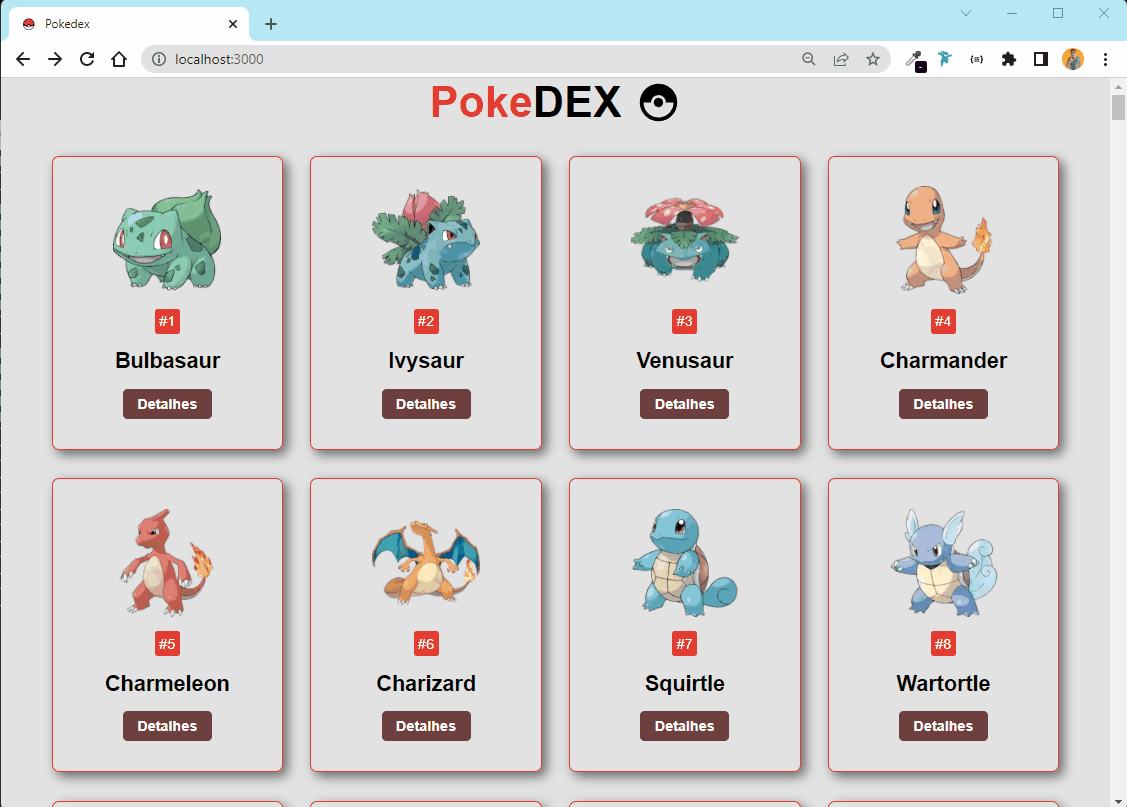 Pokedex
localhost:3000
PokeDEX
#1 #2 #3 #4
Bulbasaur Ivysaur Venusaur Charmander
Detalhes Detalhes Detalhes Detalhes
#5 #6 #7 #8
Charmeleon Charizard Squirtle Wartortle
Detalhes Detalhes Detalhes Detalhes